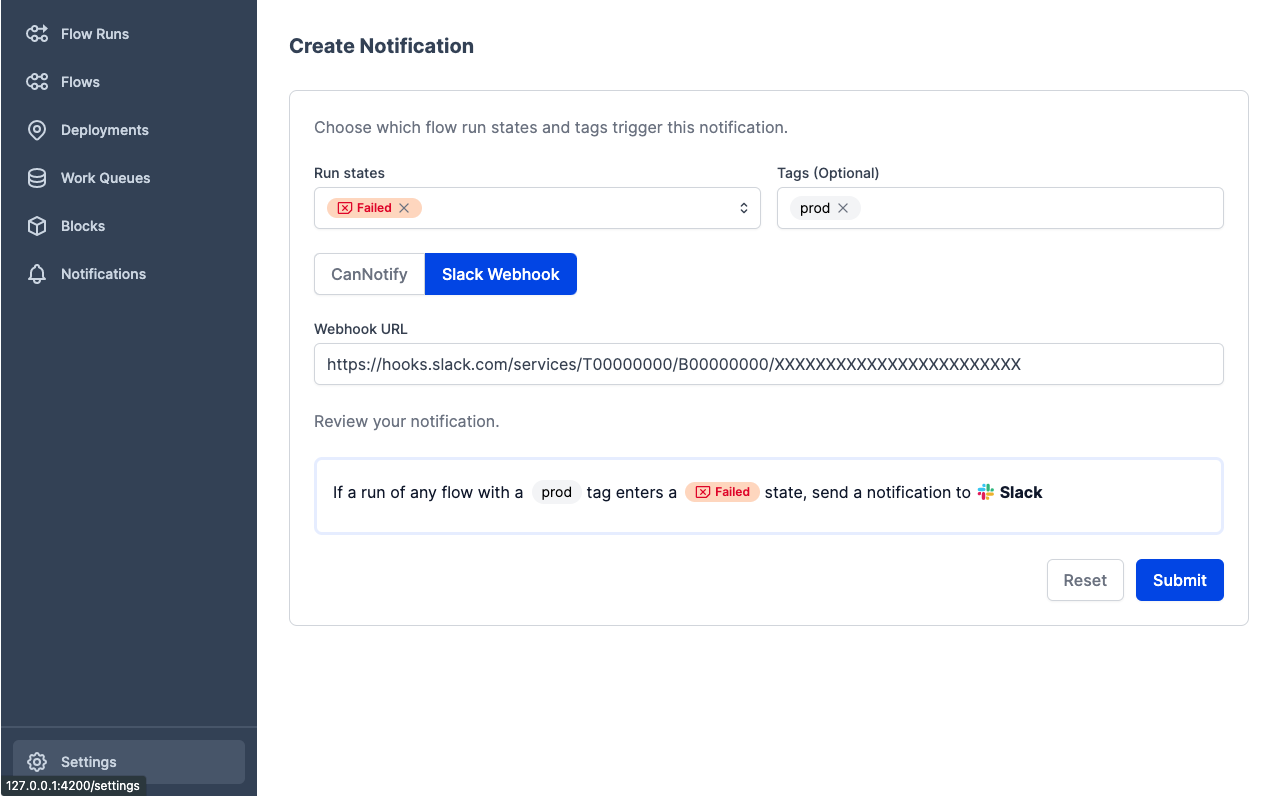 Flow Runs
Flows
Deployments
Work Queues
Blocks
Notifications
Settings
127.0.0.1:4200/settings
Create Notification
Choose which flow run states and tags trigger this notification.
Run states
Failed
Tags (Optional)
prod
CanNotify
Slack Webhook
Webhook URL
https://hooks.slack.com/services/T00000000/B00000000/XXXXXXXXXXXXXXXXXXXXXXXX
Review your notification.
If a run of any flow with a prod tag enters a Failed state, send a notification to Slack
Reset
Submit